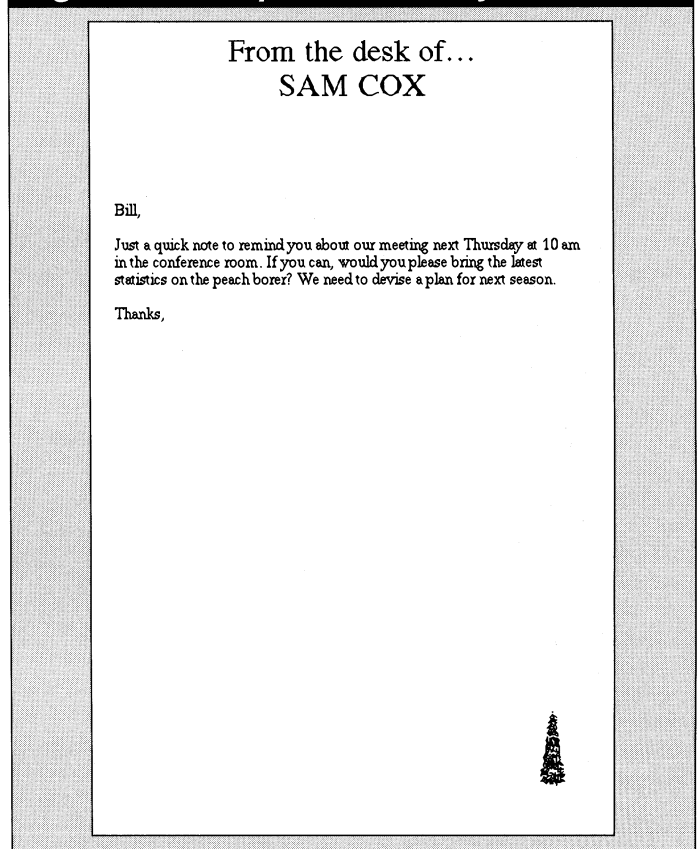 From the desk of...
SAM COX
Bill,
Just a quick note to remind you about our meeting next Thursday at 10 am
in the conference room. If you can, would you please bring the latest
statistics on the peach borer? We need to devise a plan for next season.
Thanks,